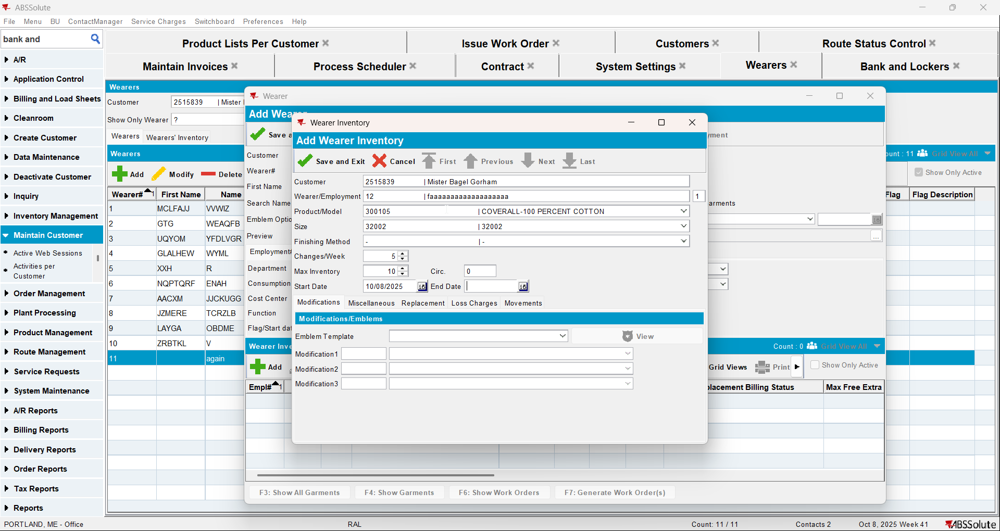 ABSSolute
File Menu BU ContactManager Service Charges Switchboard Preferences Help
bank and
Product Lists Per Customer
Issue Work Order
Customers
Route Status Control
Maintain Invoices
Process Scheduler
Contract
System Settings
Wearers
Bank and Lockers
A/R
Application Control
Billing and Load Sheets
Cleanroom
Create Customer
Data Maintenance
Deactivate Customer
Inquiry
Inventory Management
Maintain Customer
Active Web Sessions
Activities per
Customer
Order Management
Plant Processing
Product Management
Route Management
Service Requests
System Maintenance
A/R Reports
Billing Reports
Delivery Reports
Order Reports
Tax Reports
Reports
Wearers
Customer 2515839 | Mister
Show Only Wearer ?
Wearers Wearers' Inventory
Wearers
Count : 11 Grid View All
Add Modify Delete
Show Only Active
Wearer# 1 First Name Name Flag Flag Description
1 MCLFAJJ VVWIZ
2 GTG WEAQFB
3 UQYOM YFDLVGR
4 GLALHEW WYML
5 XXH R
6 NQPTQRF ENAH
7 AACXM JJCKUGG
8 JZMERE TCRZLB
9 LAYGA OBDME
10 ZRBTKL V
11 again
Wearer
Add Wearer
Save a
ment
Customer
Wearer#
First Name
Search Name
arments
Emblem Optio
16
Preview
...
Employment#
Department
Consumption
Cost Center
Function
Flag/Start dat
Wearer Inve
Count : 0 Grid View All
Add
Grid Views Print
Show Only Active
Empl# 1
placement Billing Status Max Free Extra
F3: Show All Garments F4: Show Garments F6: Show Work Orders F7: Generate Work Order(s)
Wearer Inventory
Add Wearer Inventory
Save and Exit Cancel First Previous Next Last
Customer 2515839 | Mister Bagel Gorham
Wearer/Employment 12 | faaaaaaaaaaaaaaaaaaa 1
Product/Model 300105 | COVERALL-100 PERCENT COTTON
Size 32002 | 32002
Finishing Method - | -
Changes/Week 5
Max Inventory 10 Circ. 0
Start Date 10/08/2025 16 End Date 16
Modifications Miscellaneous Replacement Loss Charges Movements
Modifications/Emblems
Emblem Template
View
Modification1
Modification2
Modification3
PORTLAND, ME - Office RAL Count: 11 / 11 Contacts 2 Oct 8, 2025 Week 41 ABSSolute